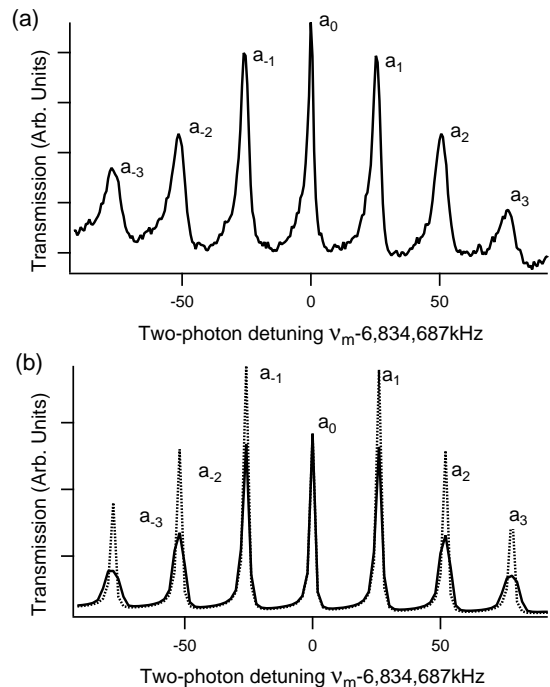 (a)
a0
a-1
a1
a-2
a2
a-3
a3
Transmission (Arb. Units)
-50
0
50
Two-photon detuning νm-6,834,687kHz
(b)
a-1
a1
a0
a-2
a2
a-3
a3
Transmission (Arb. Units)
-50
0
50
Two-photon detuning νm-6,834,687kHz